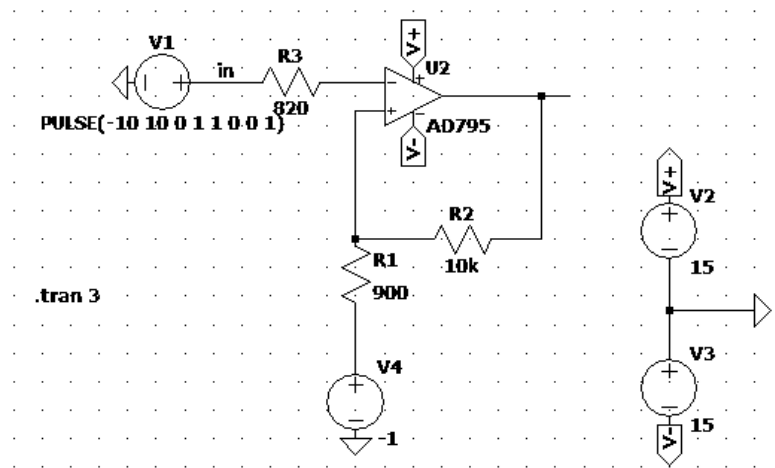 V1
in
R3
820
PULSE(-10 10 0 1 1 0 0 1)
V+
U2
AD795
V-
R2
10k
R1
900
.tran 3
V4
-1
V+
V2
15
V3
15
V-